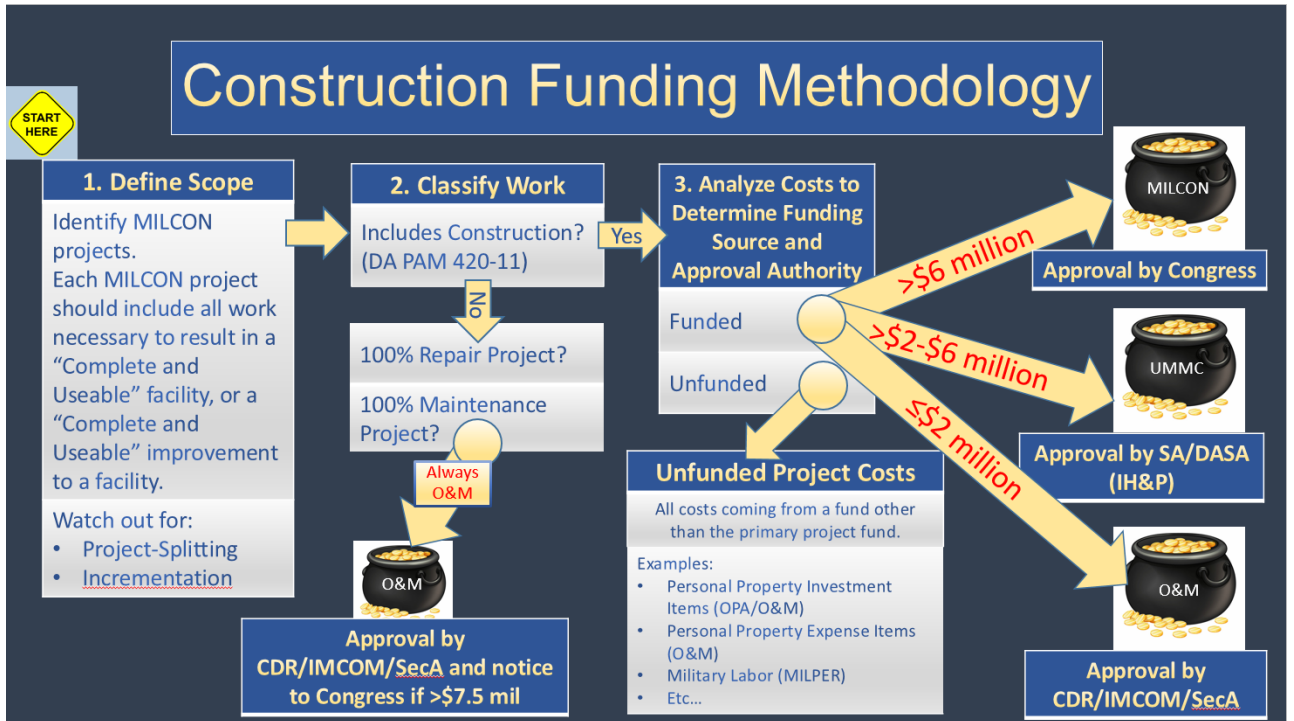 Construction Funding Methodology
START
HERE
1. Define Scope
Identify MILCON
projects.
Each MILCON project
should include all work
necessary to result in a
“Complete and
Useable” facility, or a
“Complete and
Useable” improvement
to a facility.
Watch out for:
• Project-Splitting
• Incrementation
2. Classify Work
Includes Construction?
(DA PAM 420-11)
Yes
No
100% Repair Project?
100% Maintenance
Project?
Always
O&M
O&M
Approval by
CDR/IMCOM/SecA and notice
to Congress if >$7.5 mil
3. Analyze Costs to
Determine Funding
Source and
Approval Authority
Funded
Unfunded
Unfunded Project Costs
All costs coming from a fund other
than the primary project fund.
Examples:
• Personal Property Investment
Items (OPA/O&M)
• Personal Property Expense Items
(O&M)
• Military Labor (MILPER)
• Etc…
>$6 million
MILCON
Approval by Congress
>$2-$6 million
UMMC
Approval by SA/DASA
(IH&P)
≤$2 million
O&M
Approval by
CDR/IMCOM/SecA